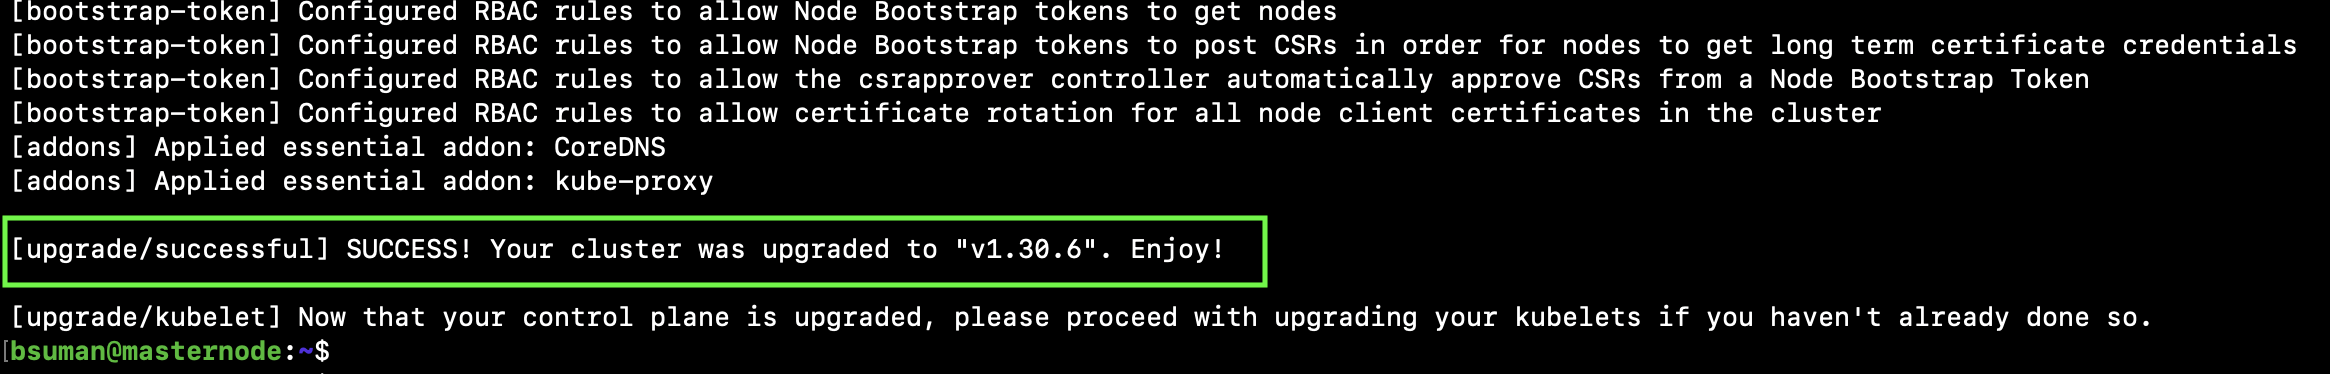 [bootstrap-token] Configured RBAC rules to allow Node Bootstrap tokens to get nodes
[bootstrap-token] Configured RBAC rules to allow Node Bootstrap tokens to post CSRs in order for nodes to get long term certificate credentials
[bootstrap-token] Configured RBAC rules to allow the csrapprover controller automatically approve CSRs from a Node Bootstrap Token
[bootstrap-token] Configured RBAC rules to allow certificate rotation for all node client certificates in the cluster
[addons] Applied essential addon: CoreDNS
[addons] Applied essential addon: kube-proxy
[upgrade/successful] SUCCESS! Your cluster was upgraded to "v1.30.6". Enjoy!
[upgrade/kubelet] Now that your control plane is upgraded, please proceed with upgrading your kubelets if you haven't already done so.
[bsuman@masternode:~$